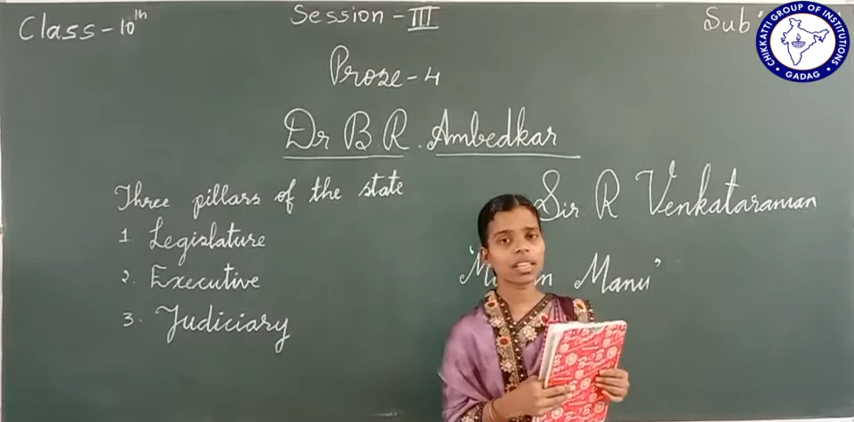 Class-10th
Session - III
Sub
CHIKKATTI GROUP OF INSTITUTIONS
• GADAG •
Prose-4
Dr B R. Ambedkar
Sir R Venkataraman
Three pillars of the state
1. Legislature
2. Executive
3. Judiciary
Manu"